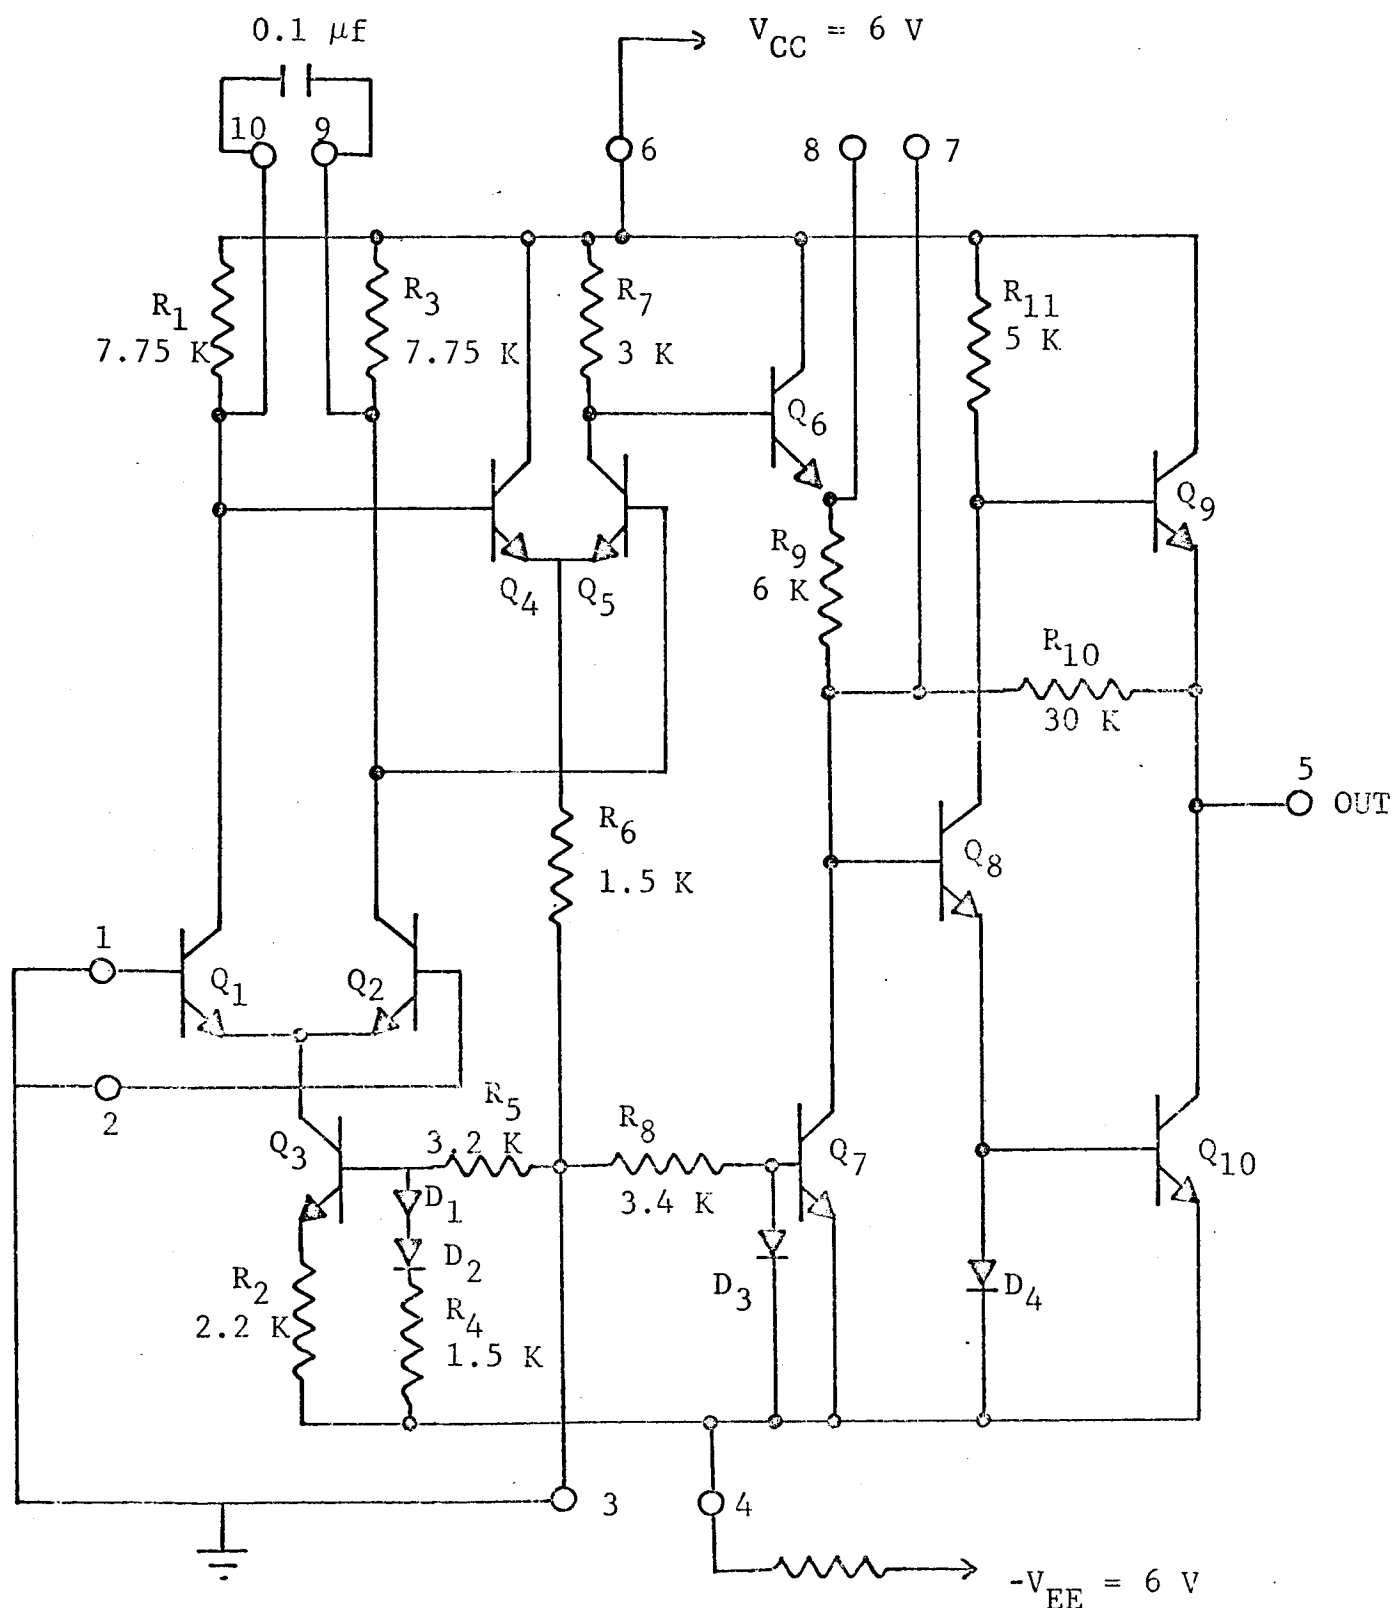 0.1 μf
V_CC = 6 V
10 9
6
8
7
R_1
7.75 K
R_3
7.75 K
R_7
3 K
R_11
5 K
Q_6
Q_9
Q_4 Q_5
R_9
6 K
R_10
30 K
5
OUT
R_6
1.5 K
Q_8
1
Q_1
Q_2
2
R_5
3.2 K
Q_3
R_8
3.4 K
Q_7
Q_10
D_1
D_2
R_2
2.2 K
R_4
1.5 K
D_3
D_4
3
4
-V_EE = 6 V